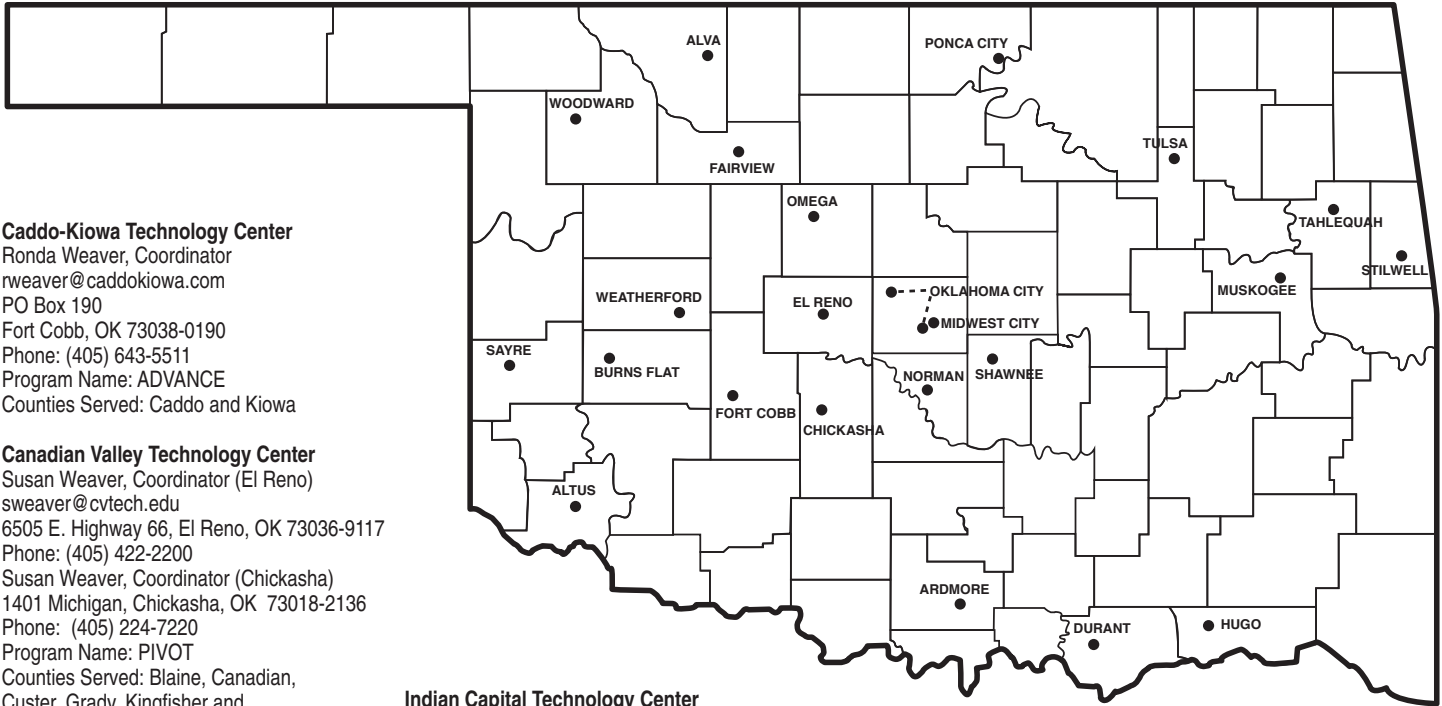 ALVA
PONCA CITY
WOODWARD
FAIRVIEW
TULSA
OMEGA
TAHLEQUAH
STILWELL
MUSKOGEE
WEATHERFORD
EL RENO
OKLAHOMA CITY
MIDWEST CITY
SAYRE
BURNS FLAT
NORMAN
SHAWNEE
FORT COBB
CHICKASHA
ALTUS
ARDMORE
DURANT
HUGO
Caddo-Kiowa Technology Center
Ronda Weaver, Coordinator
rweaver@caddokiowa.com
PO Box 190
Fort Cobb, OK 73038-0190
Phone: (405) 643-5511
Program Name: ADVANCE
Counties Served: Caddo and Kiowa
Canadian Valley Technology Center
Susan Weaver, Coordinator (El Reno)
sweaver@cvtech.edu
6505 E. Highway 66, El Reno, OK 73036-9117
Phone: (405) 422-2200
Susan Weaver, Coordinator (Chickasha)
1401 Michigan, Chickasha, OK 73018-2136
Phone: (405) 224-7220
Program Name: PIVOT
Counties Served: Blaine, Canadian,
Custer, Grady, Kingfisher and
Indian Capital Technology Center